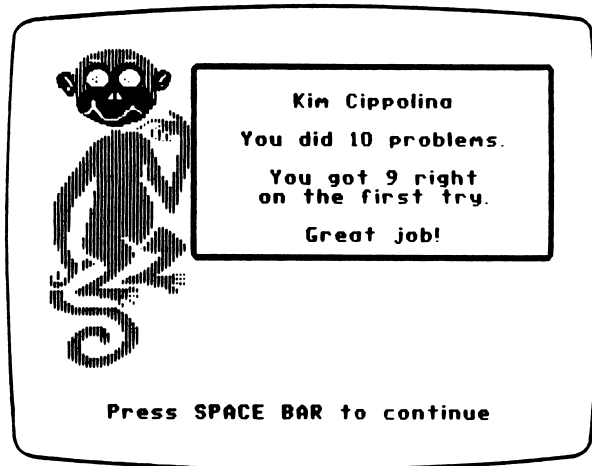 Kim Cippolina
You did 10 problems.
You got 9 right
on the first try.
Great job!
Press SPACE BAR to continue